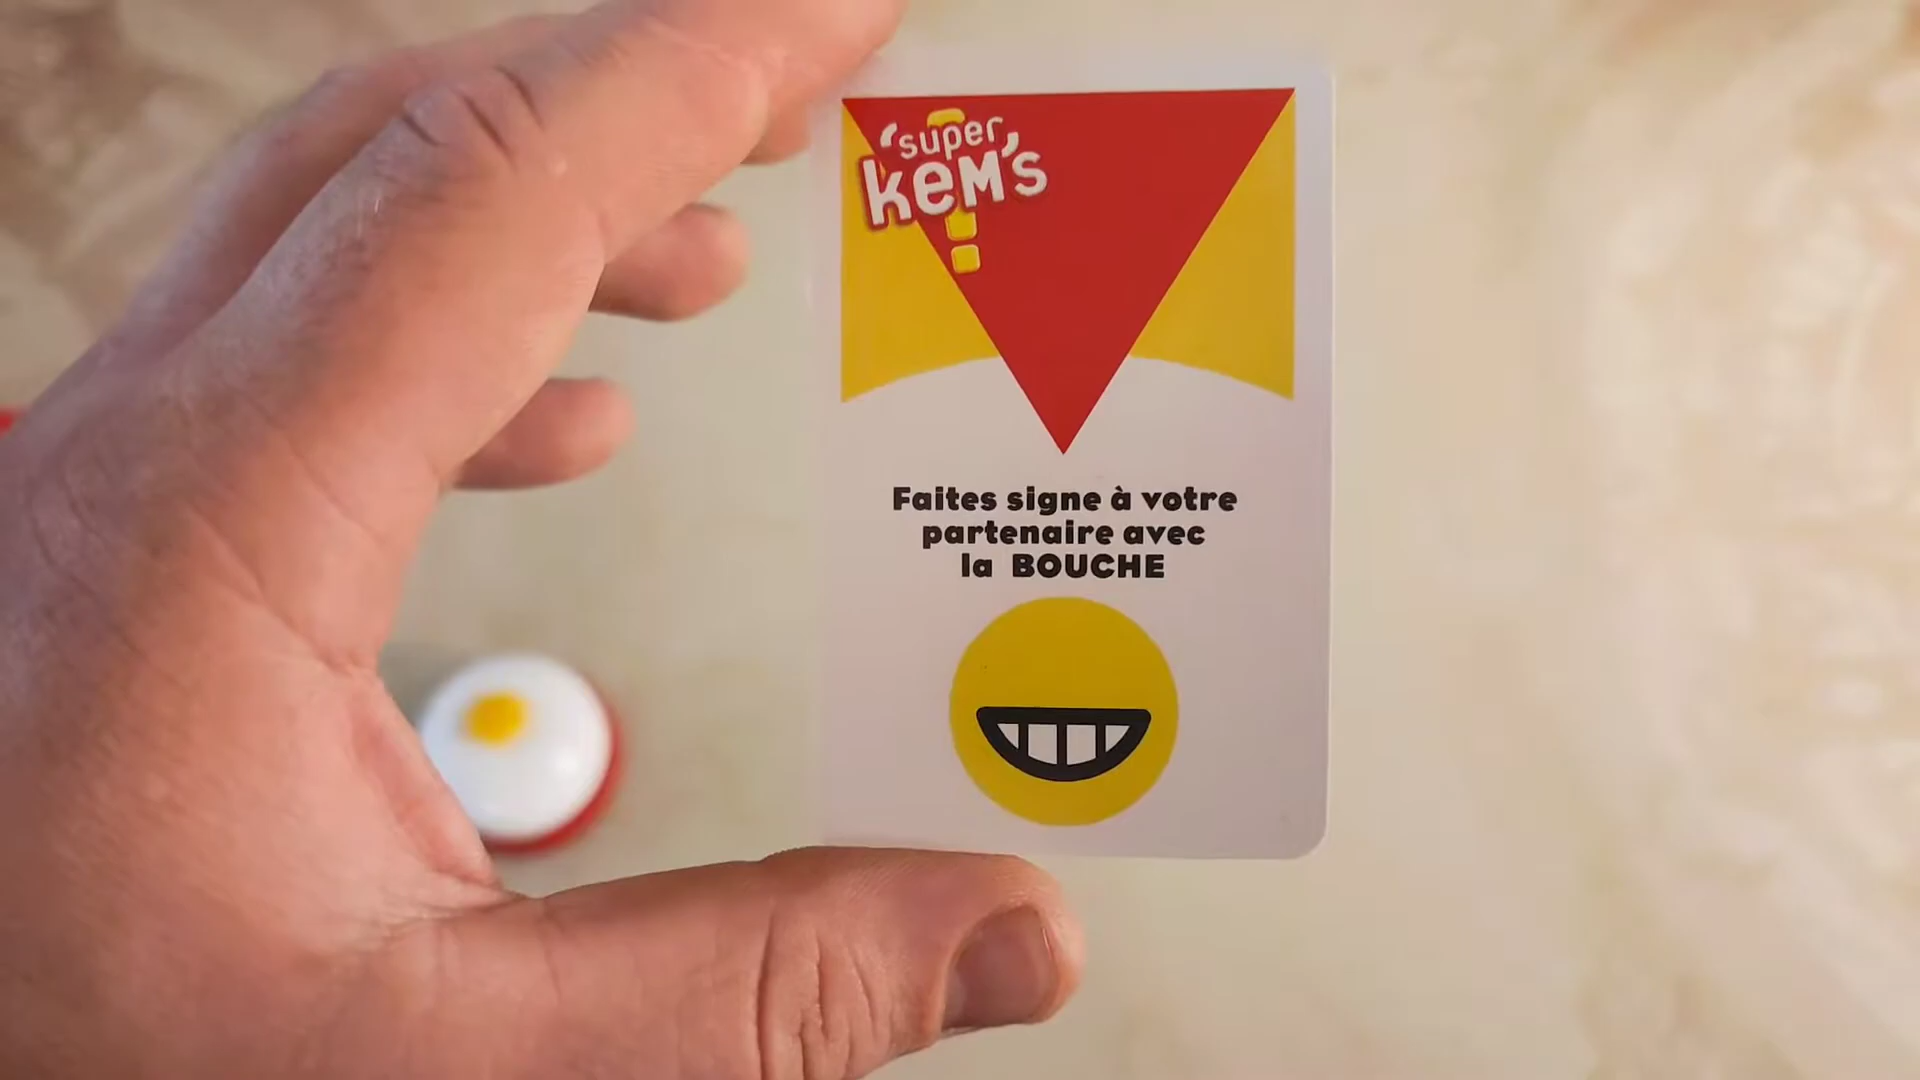 super
kem's
Faites signe à votre
partenaire avec
la BOUCHE